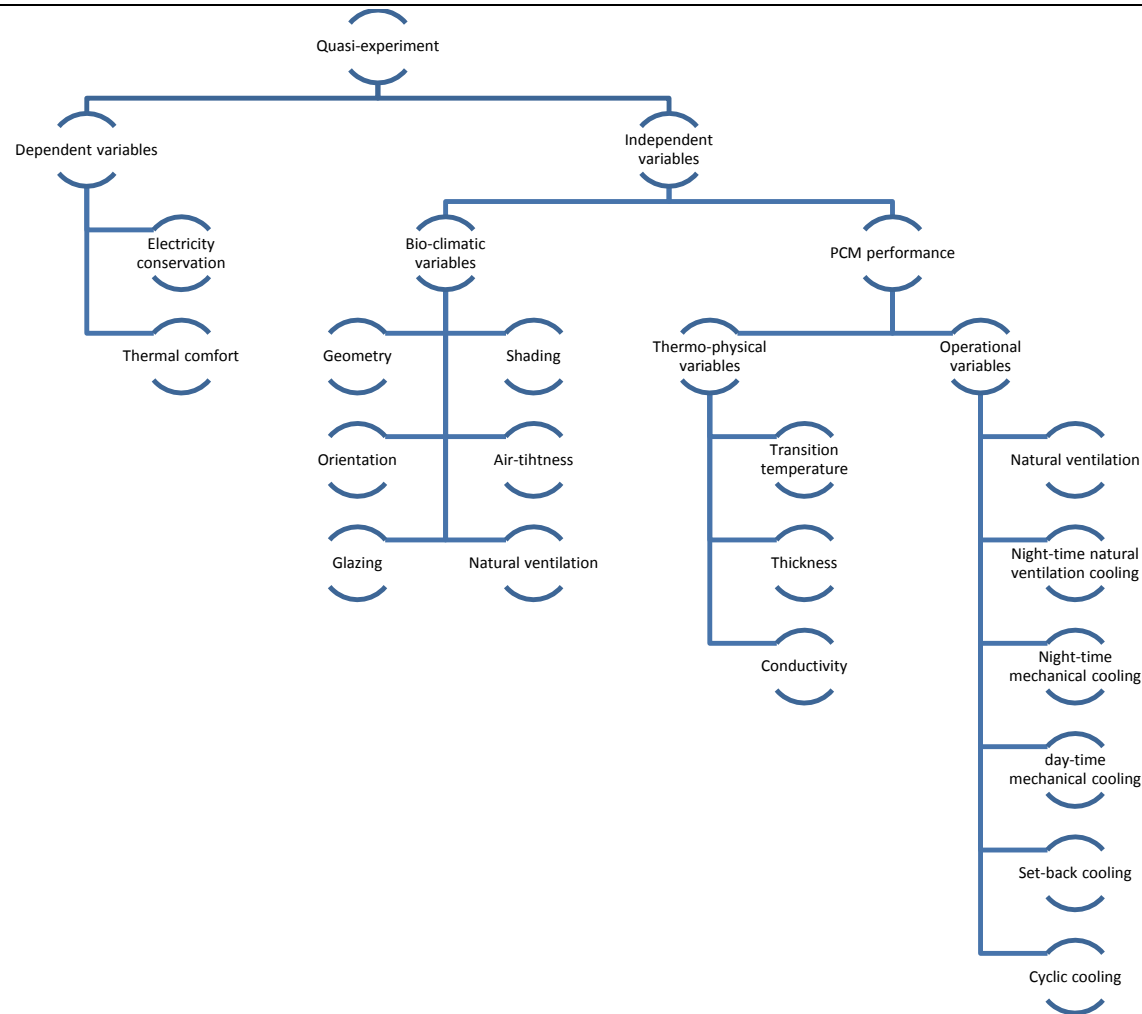 Quasi-experiment
Dependent variables
Independent
variables
Electricity
conservation
Thermal comfort
Bio-climatic
variables
PCM performance
Geometry
Shading
Orientation
Air-tihtness
Glazing
Natural ventilation
Thermo-physical
variables
Operational
variables
Transition
temperature
Thickness
Conductivity
Natural ventilation
Night-time natural
ventilation cooling
Night-time
mechanical cooling
day-time
mechanical cooling
Set-back cooling
Cyclic cooling